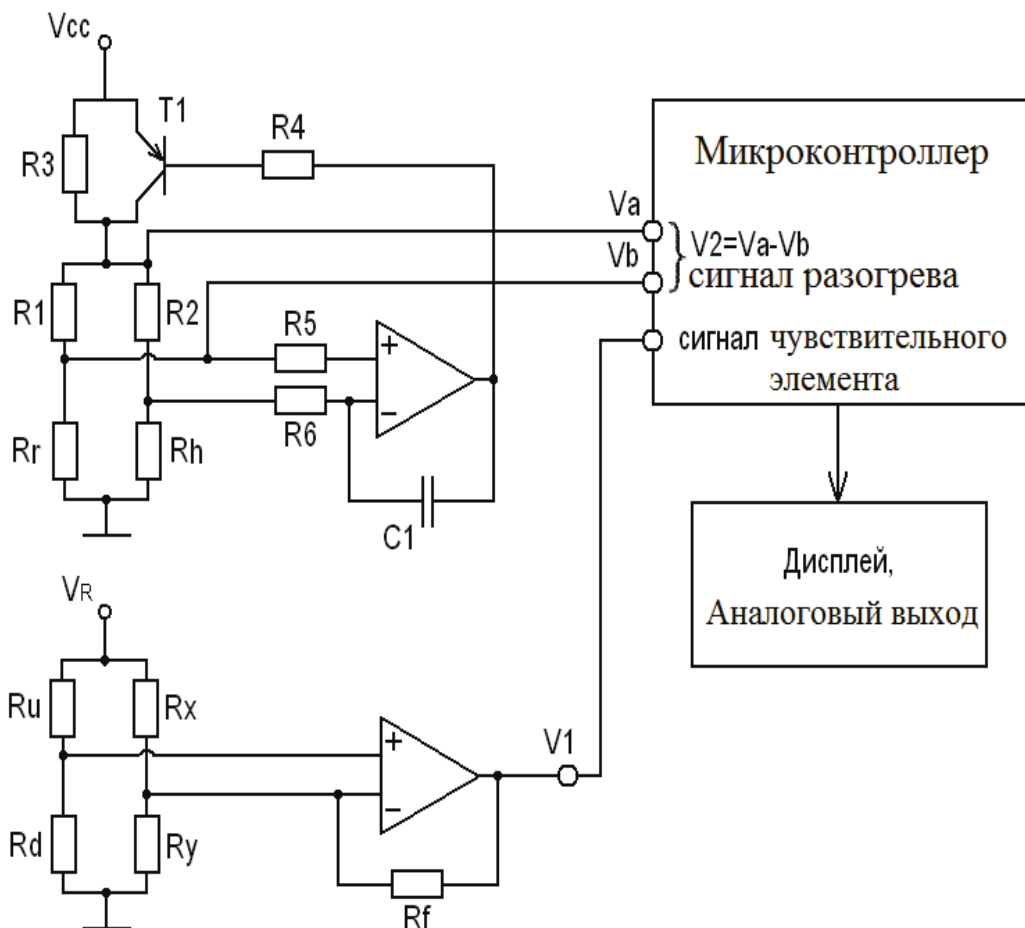 Vcc
T1
R3
R4
Микроконтроллер
Va
Vb
V2=Va-Vb
сигнал разогрева
R1
R2
R5
+
−
R6
сигнал чувствительного
элемента
Rr
Rh
C1
Дисплей,
Аналоговый выход
VR
Ru
Rx
+
−
V1
Rd
Ry
Rf